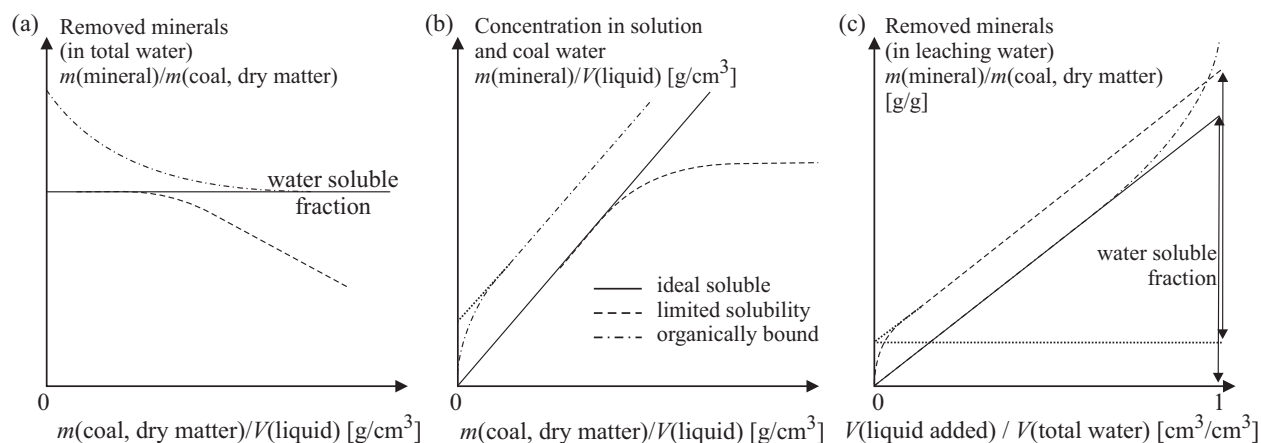 (a) Removed minerals
(in total water)
m(mineral)/m(coal, dry matter)
water soluble
fraction
0
m(coal, dry matter)/V(liquid) [g/cm³]
(b) Concentration in solution
and coal water
m(mineral)/V(liquid) [g/cm³]
ideal soluble
limited solubility
organically bound
0
m(coal, dry matter)/V(liquid) [g/cm³]
(c) Removed minerals
(in leaching water)
m(mineral)/m(coal, dry matter)
[g/g]
water soluble
fraction
0 1
V(liquid added) / V(total water) [cm³/cm³]